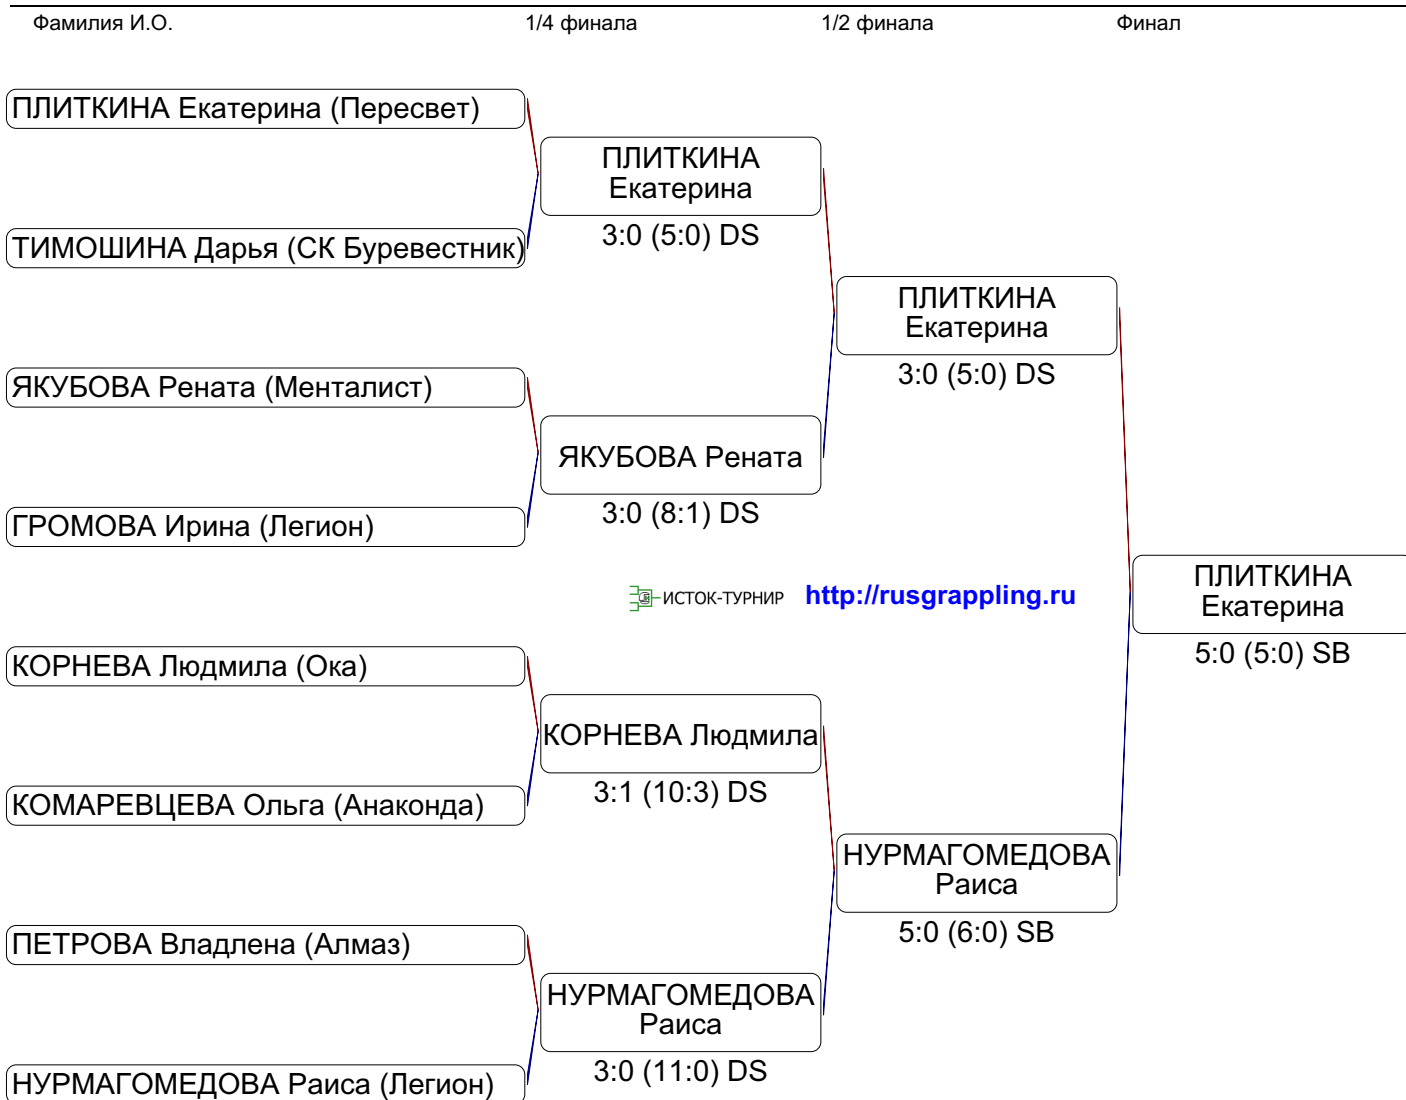 Фамилия И.О. 1/4 финала 1/2 финала Финал
ПЛИТКИНА Екатерина (Пересвет)
ПЛИТКИНА
Екатерина
3:0 (5:0) DS
ТИМОШИНА Дарья (СК Буревестник)
ПЛИТКИНА
Екатерина
3:0 (5:0) DS
ЯКУБОВА Рената (Менталист)
ЯКУБОВА Рената
3:0 (8:1) DS
ГРОМОВА Ирина (Легион)
ИСТОК-ТУРНИР http://rusgrappling.ru
ПЛИТКИНА
Екатерина
5:0 (5:0) SB
КОРНЕВА Людмила (Ока)
КОРНЕВА Людмила
3:1 (10:3) DS
КОМАРЕВЦЕВА Ольга (Анаконда)
НУРМАГОМЕДОВА
Раиса
5:0 (6:0) SB
ПЕТРОВА Владлена (Алмаз)
НУРМАГОМЕДОВА
Раиса
3:0 (11:0) DS
НУРМАГОМЕДОВА Раиса (Легион)